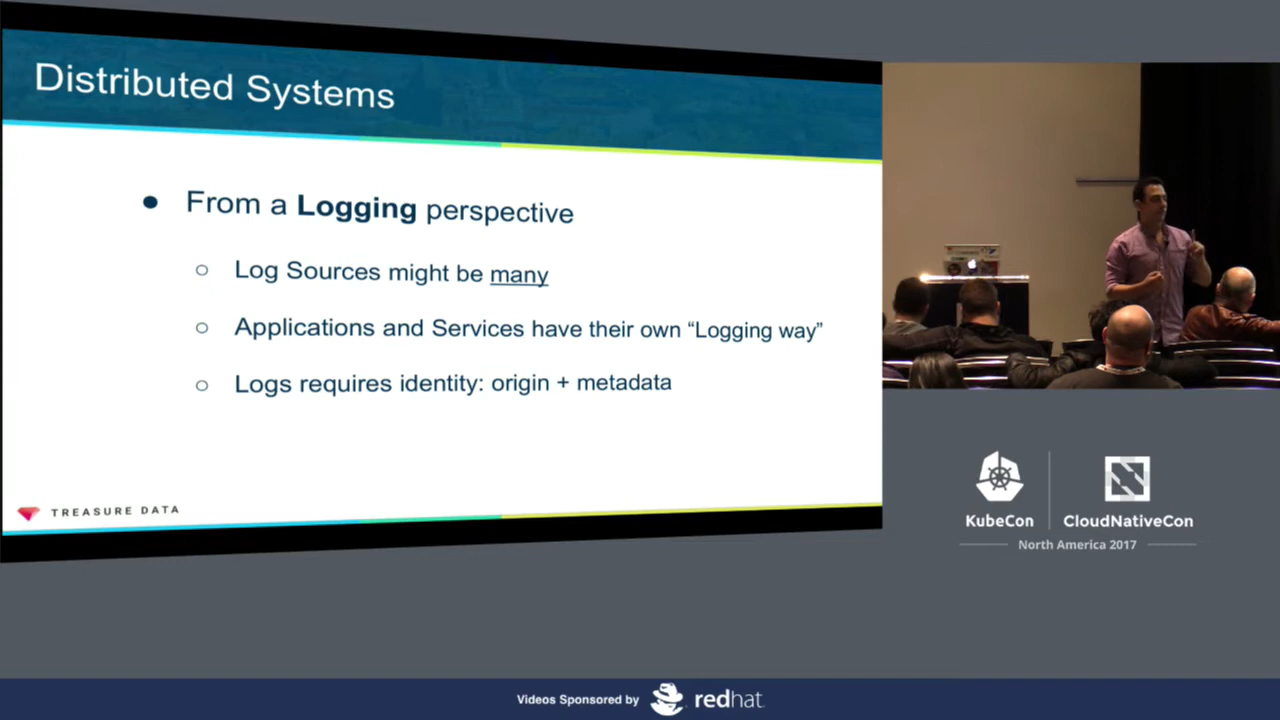 Distributed Systems
● From a Logging perspective
○ Log Sources might be many
○ Applications and Services have their own “Logging way”
○ Logs requires identity: origin + metadata
TREASURE DATA
KubeCon
CloudNativeCon
North America 2017
Videos Sponsored by redhat.